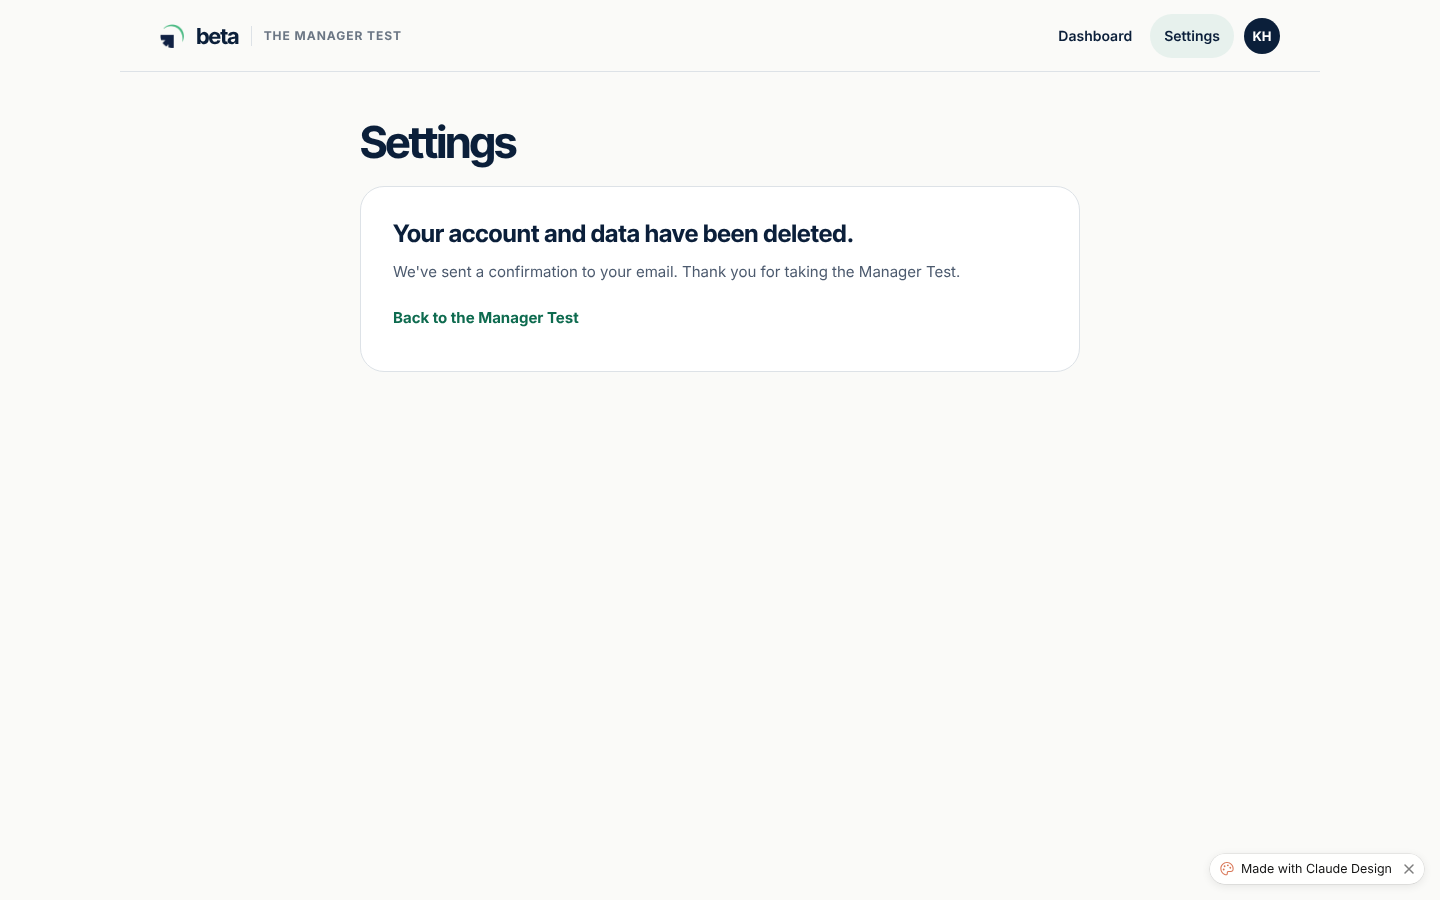 beta
THE MANAGER TEST
Dashboard
Settings
KH
Settings
Your account and data have been deleted.
We've sent a confirmation to your email. Thank you for taking the Manager Test.
Back to the Manager Test
Made with Claude Design